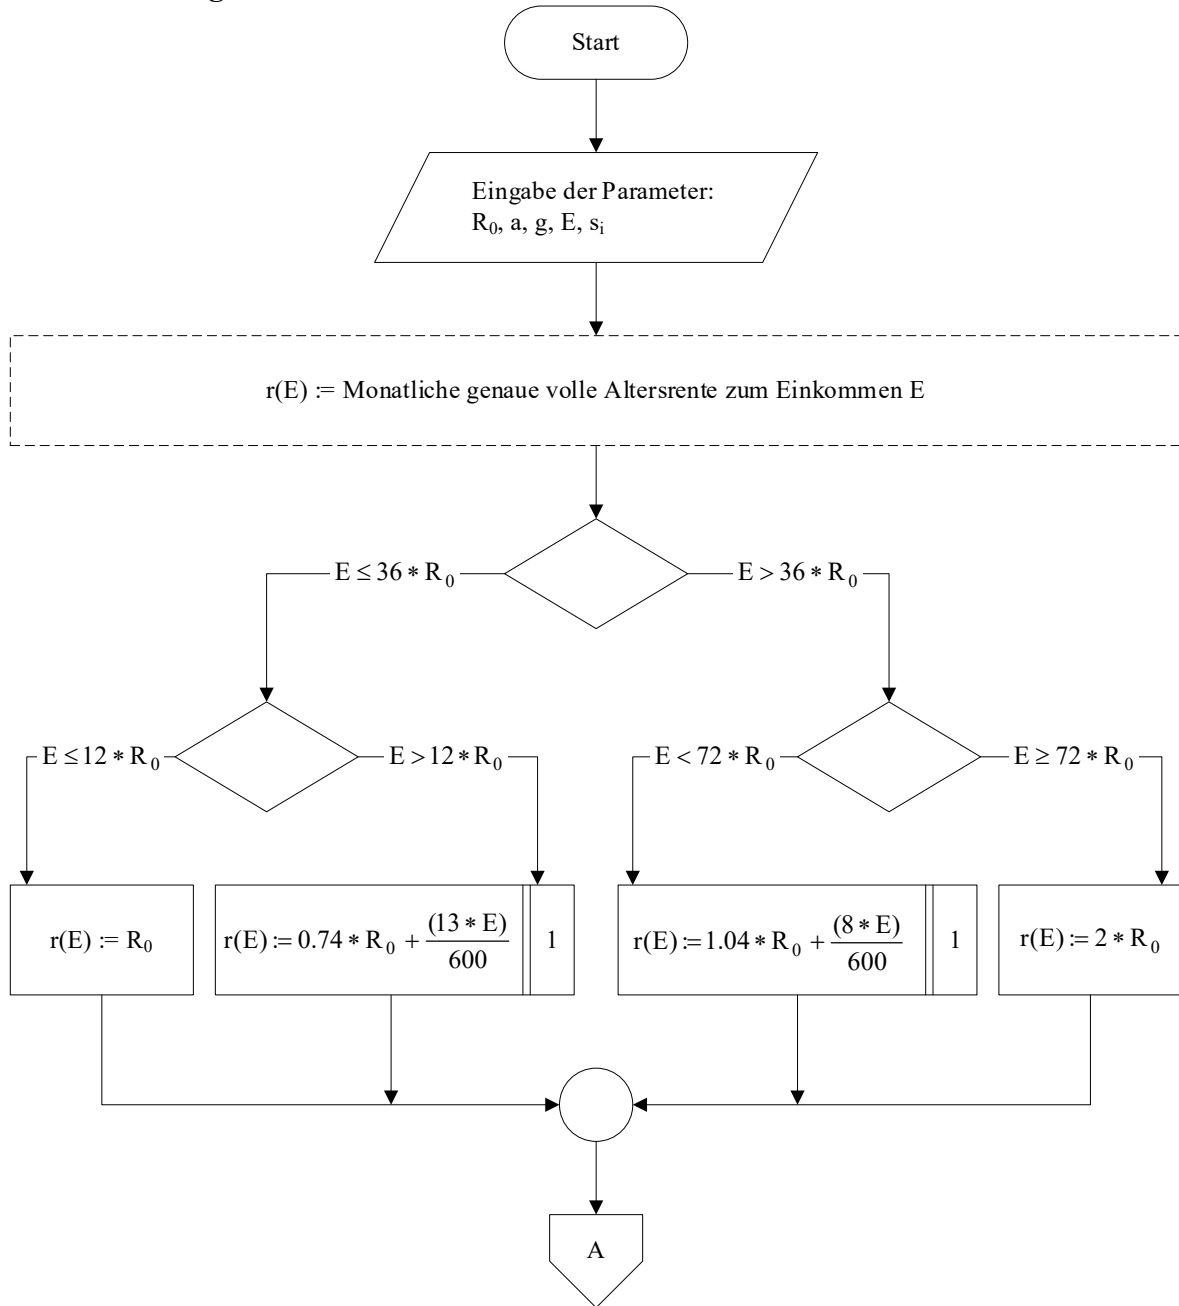 Start
Eingabe der Parameter:
R₀, a, g, E, sᵢ
r(E) := Monatliche genaue volle Altersrente zum Einkommen E
E ≤ 36 * R₀
E > 36 * R₀
E ≤ 12 * R₀
E > 12 * R₀
E < 72 * R₀
E ≥ 72 * R₀
r(E) := R₀
r(E) := 0.74 * R₀ + (13 * E)/600
1
r(E) := 1.04 * R₀ + (8 * E)/600
1
r(E) := 2 * R₀
A